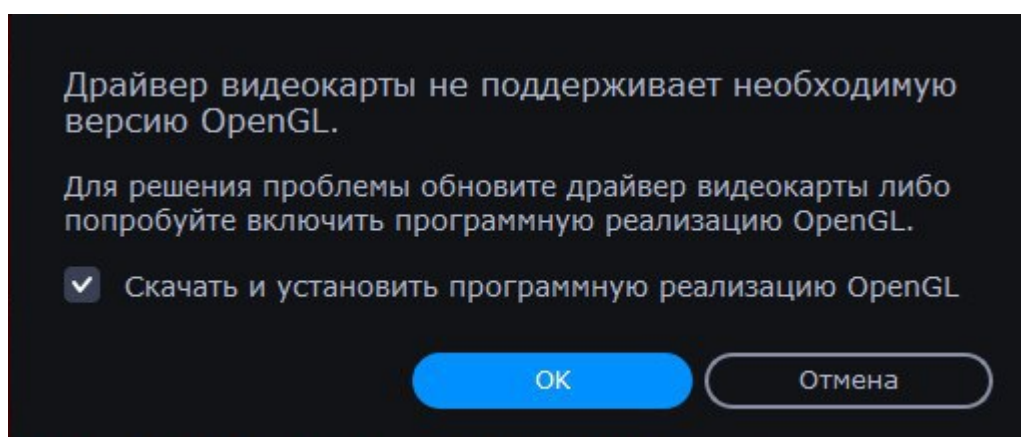 Драйвер видеокарты не поддерживает необходимую
версию OpenGL.
Для решения проблемы обновите драйвер видеокарты либо
попробуйте включить программную реализацию OpenGL.
Скачать и установить программную реализацию OpenGL
OK
Отмена